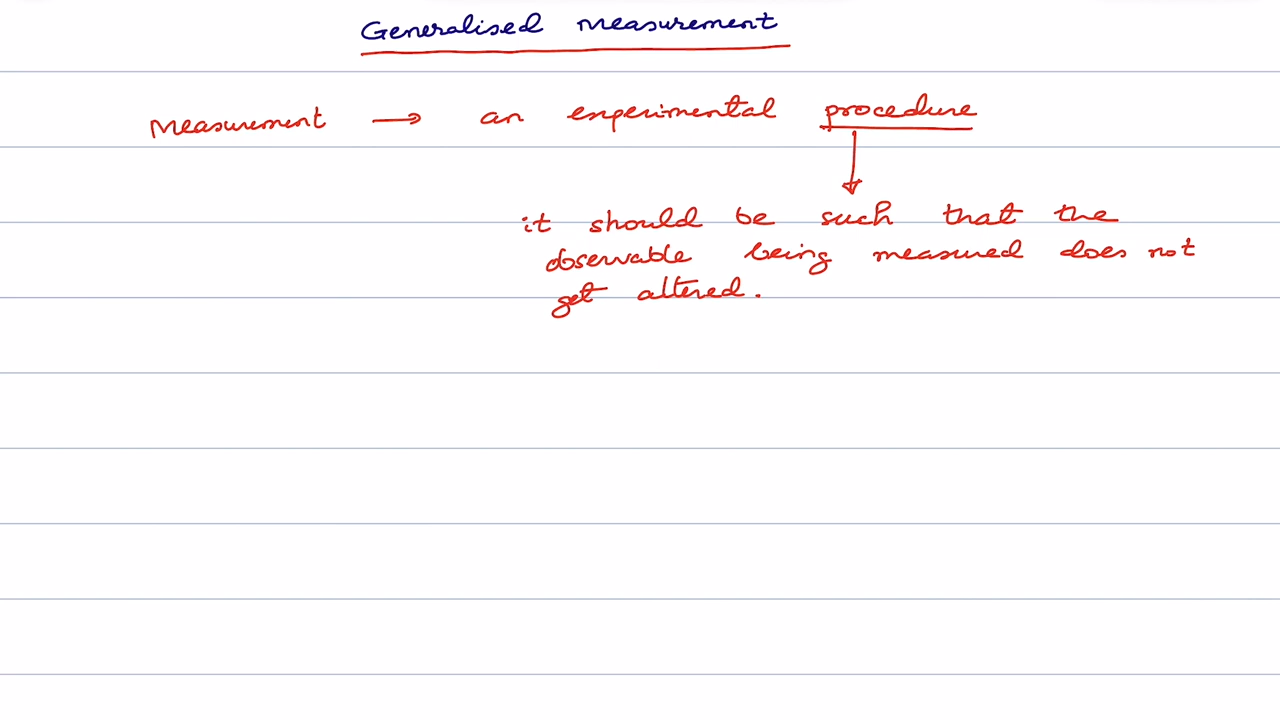 Generalised measurement
Measurement → an experimental procedure
it should be such that the
observable being measured does not
get altered.